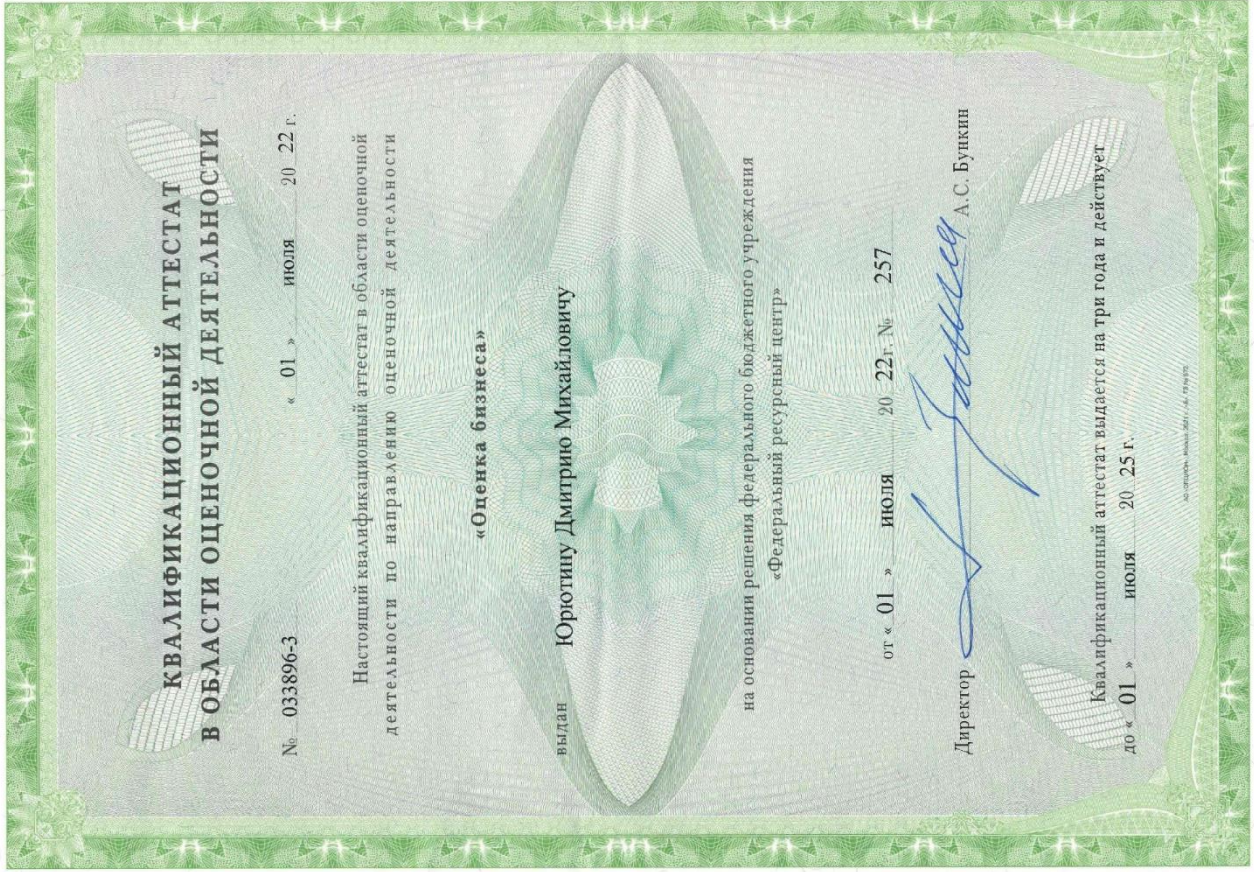 КВАЛИФИКАЦИОННЫЙ АТТЕСТАТ
В ОБЛАСТИ ОЦЕНОЧНОЙ ДЕЯТЕЛЬНОСТИ
№ 033896-3 « 01 » июля 20 22 г.
Настоящий квалификационный аттестат в области оценочной
деятельности по направлению оценочной деятельности
«Оценка бизнеса»
выдан Юрютину Дмитрию Михайловичу
на основании решения федерального бюджетного учреждения
«Федеральный ресурсный центр»
от « 01 » июля 20 22г. № 257
Директор А.С. Бункин
Квалификационный аттестат выдается на три года и действует
до « 01 » июля 20 25 г.